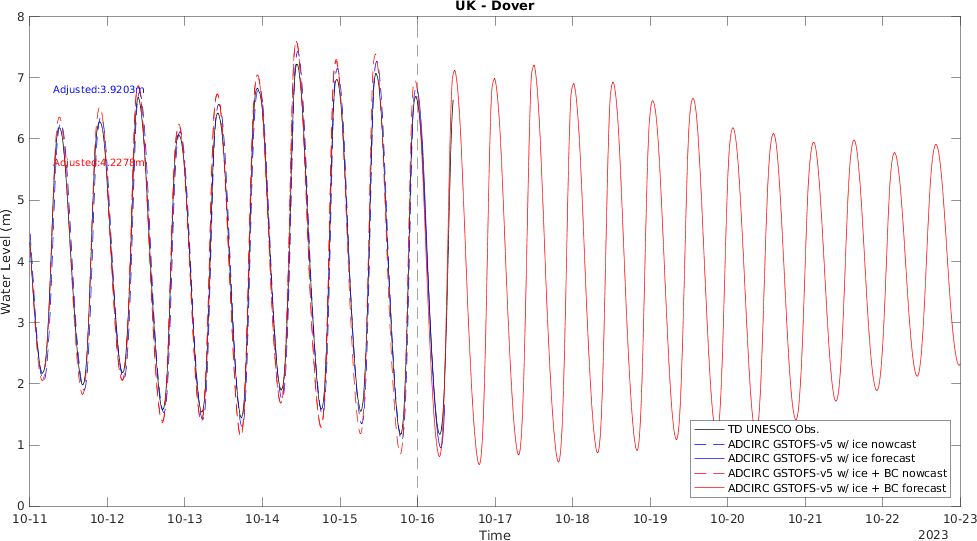 UK - Dover
8
7
6
5
4
3
2
1
0
Water Level (m)
Adjusted:3.9203m
Adjusted:4.2278m
TD UNESCO Obs.
ADCIRC GSTOFS-v5 w/ ice nowcast
ADCIRC GSTOFS-v5 w/ ice forecast
ADCIRC GSTOFS-v5 w/ ice + BC nowcast
ADCIRC GSTOFS-v5 w/ ice + BC forecast
10-11 10-12 10-13 10-14 10-15 10-16 10-17 10-18 10-19 10-20 10-21 10-22 10-23
Time
2023